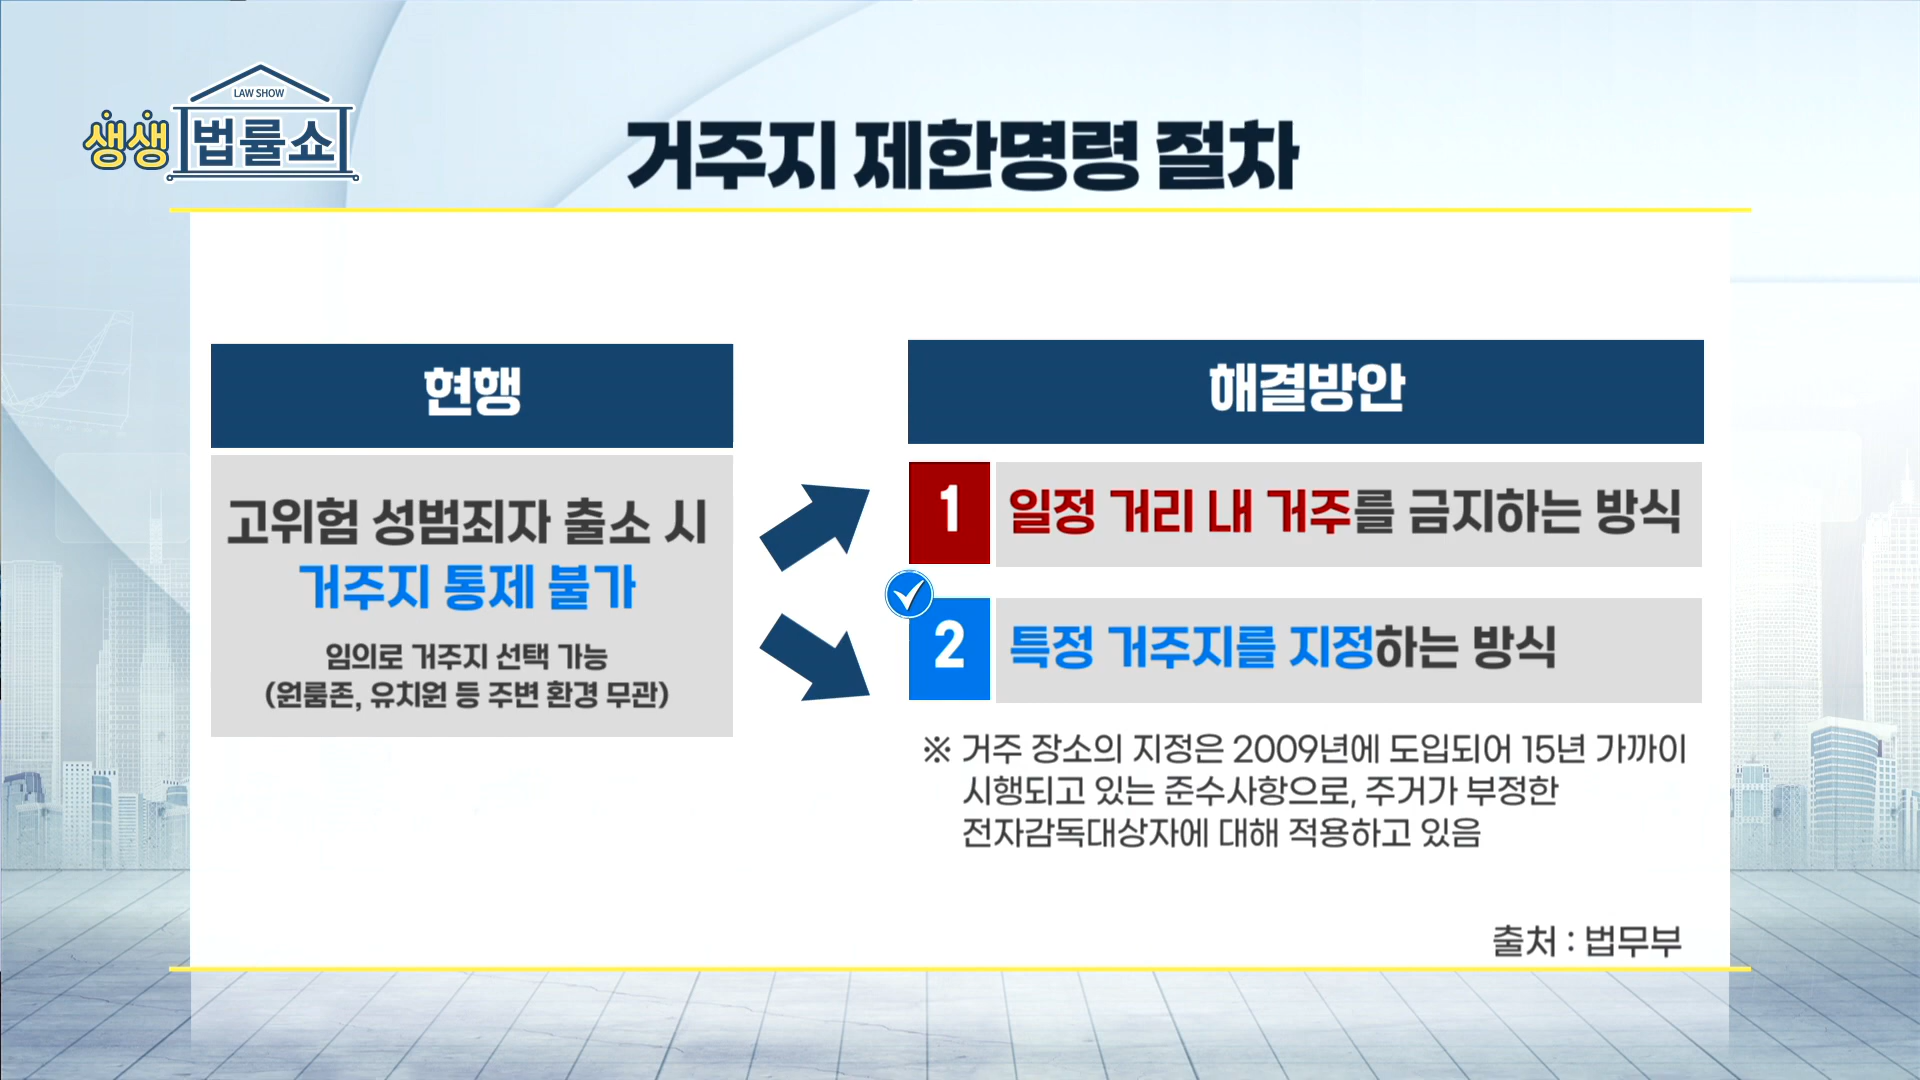 LAW SHOW
생생 법률쇼
거주지 제한명령 절차
현행
고위험 성범죄자 출소 시
거주지 통제 불가
임의로 거주지 선택 가능
(원룸존, 유치원 등 주변 환경 무관)
해결방안
1 일정 거리 내 거주를 금지하는 방식
2 특정 거주지를 지정하는 방식
※ 거주 장소의 지정은 2009년에 도입되어 15년 가까이
시행되고 있는 준수사항으로, 주거가 부정한
전자감독대상자에 대해 적용하고 있음
출처 : 법무부